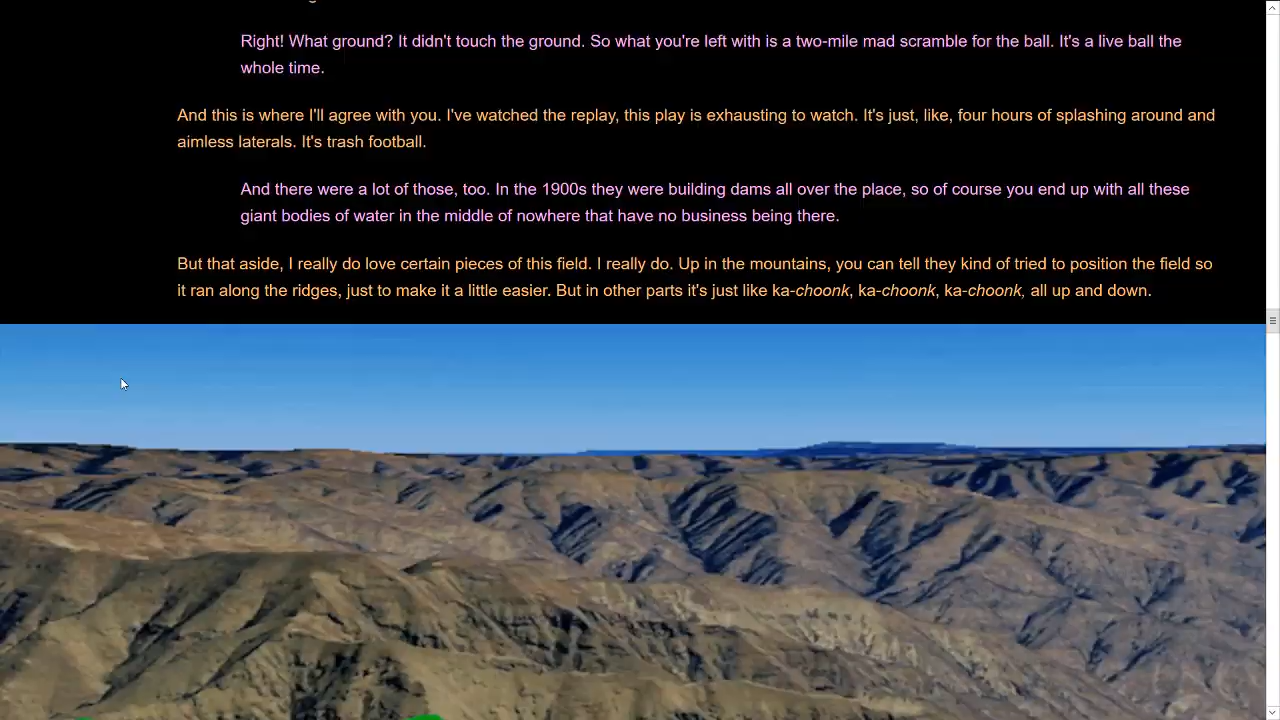 Right! What ground? It didn't touch the ground. So what you're left with is a two-mile mad scramble for the ball. It's a live ball the
whole time.
And this is where I'll agree with you. I've watched the replay, this play is exhausting to watch. It's just, like, four hours of splashing around and
aimless laterals. It's trash football.
And there were a lot of those, too. In the 1900s they were building dams all over the place, so of course you end up with all these
giant bodies of water in the middle of nowhere that have no business being there.
But that aside, I really do love certain pieces of this field. I really do. Up in the mountains, you can tell they kind of tried to position the field so
it ran along the ridges, just to make it a little easier. But in other parts it's just like ka-choonk, ka-choonk, ka-choonk, all up and down.